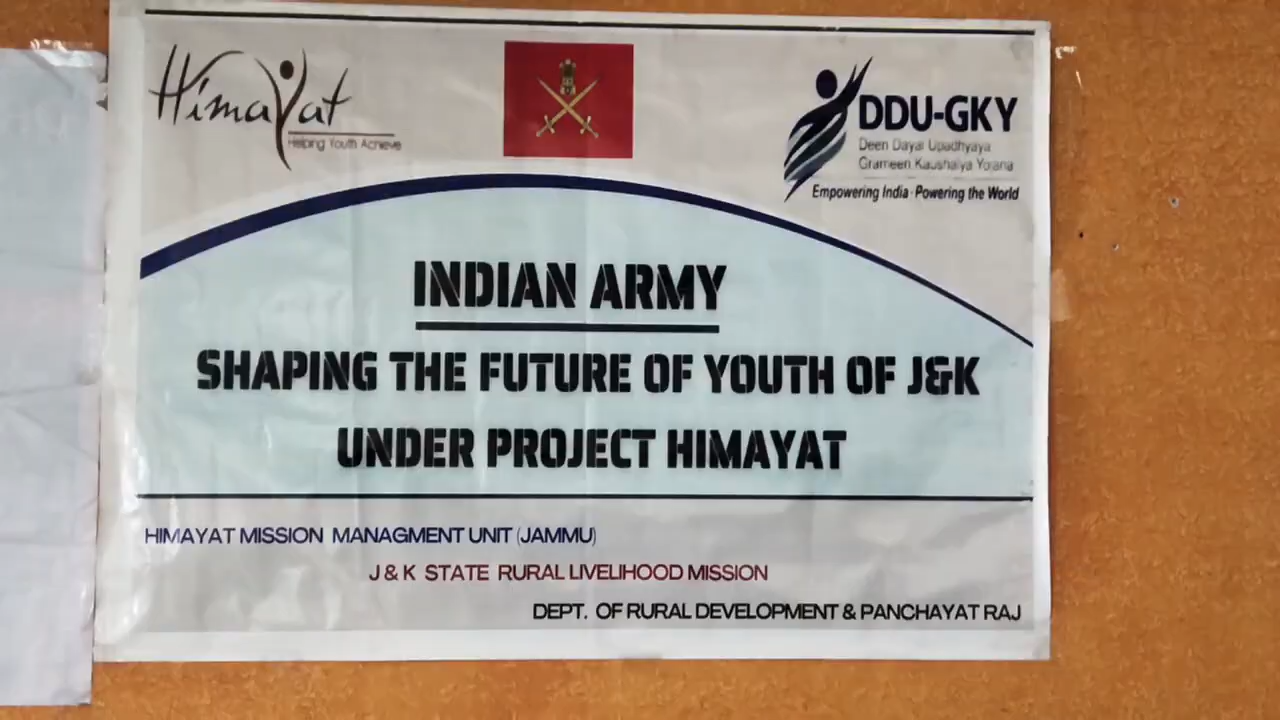 Himayat
Helping Youth Achieve
DDU-GKY
Deen Dayal Upadhyaya
Grameen Kaushalya Yojana
Empowering India-Powering the World
INDIAN ARMY
SHAPING THE FUTURE OF YOUTH OF J&K
UNDER PROJECT HIMAYAT
HIMAYAT MISSION MANAGMENT UNIT (JAMMU)
J & K STATE RURAL LIVELIHOOD MISSION
DEPT. OF RURAL DEVELOPMENT & PANCHAYAT RAJ